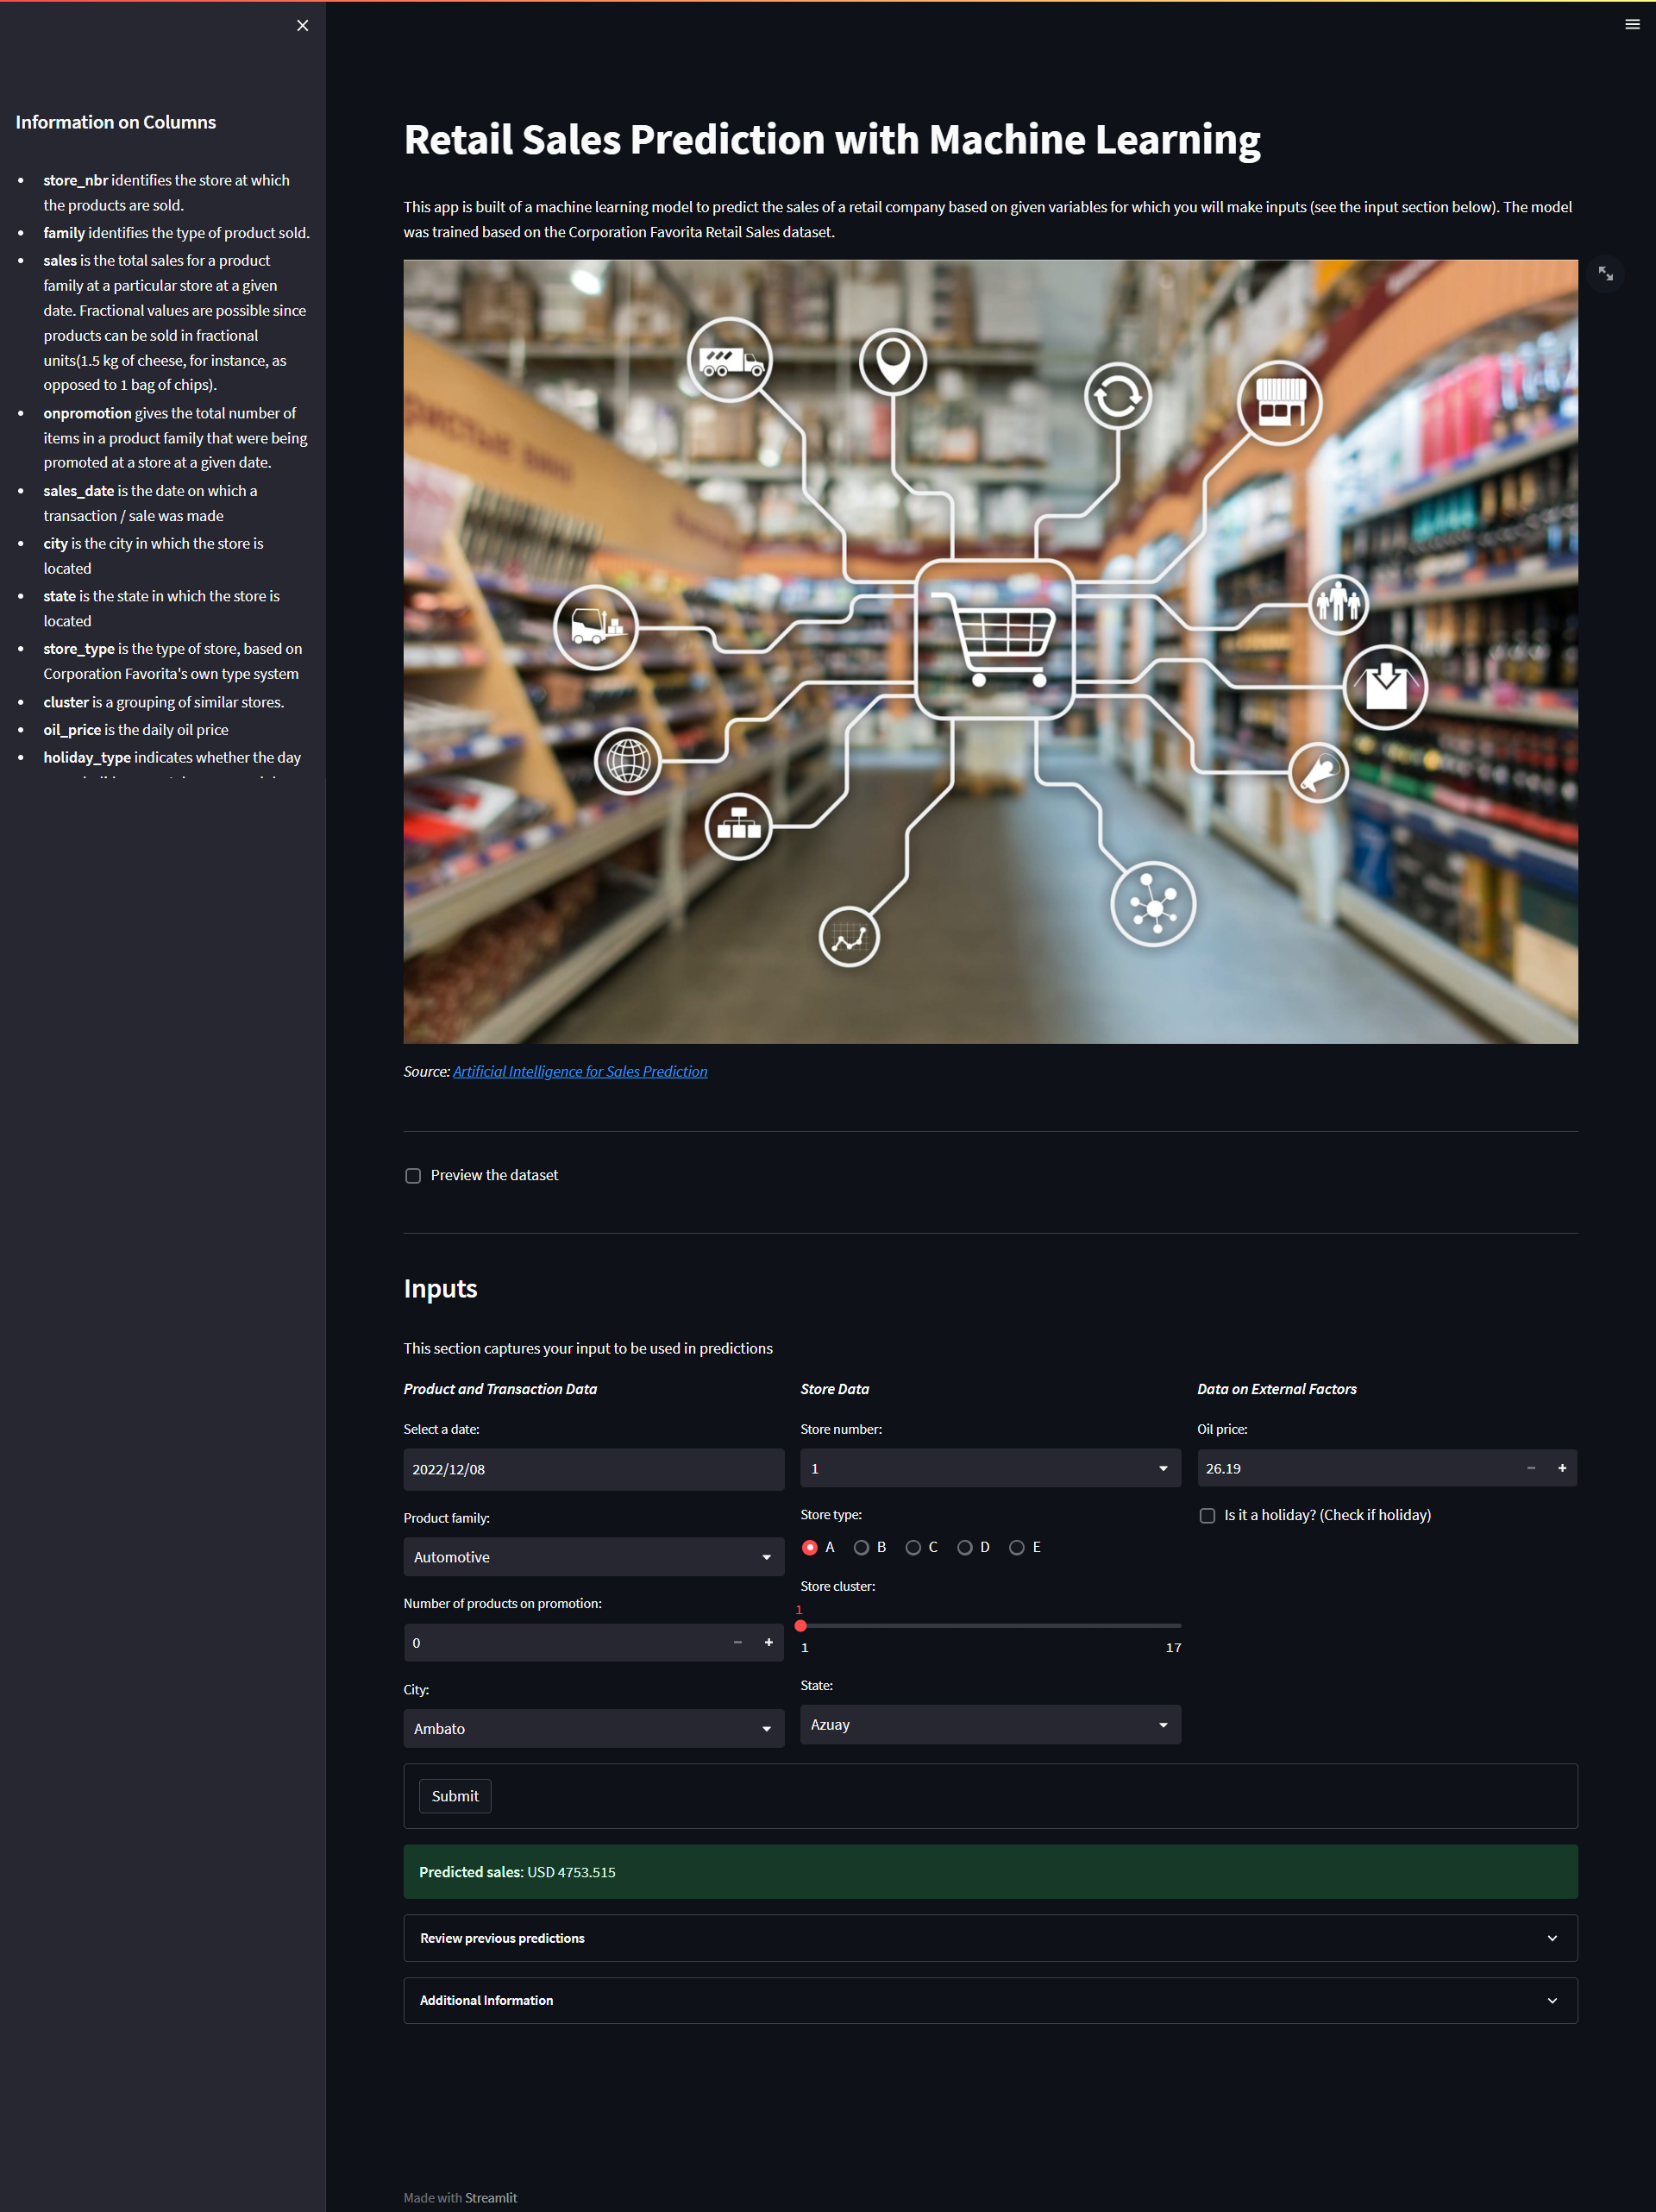 Information on Columns
store_nbr identifies the store at which
the products are sold.
family identifies the type of product sold.
sales is the total sales for a product
family at a particular store at a given
date. Fractional values are possible since
products can be sold in fractional
units(1.5 kg of cheese, for instance, as
opposed to 1 bag of chips).
onpromotion gives the total number of
items in a product family that were being
promoted at a store at a given date.
sales_date is the date on which a
transaction / sale was made
city is the city in which the store is
located
state is the state in which the store is
located
store_type is the type of store, based on
Corporation Favorita's own type system
cluster is a grouping of similar stores.
oil_price is the daily oil price
holiday_type indicates whether the day
Retail Sales Prediction with Machine Learning
This app is built of a machine learning model to predict the sales of a retail company based on given variables for which you will make inputs (see the input section below). The model
was trained based on the Corporation Favorita Retail Sales dataset.
Source: Artificial Intelligence for Sales Prediction
Preview the dataset
Inputs
This section captures your input to be used in predictions
Product and Transaction Data
Select a date:
2022/12/08
Product family:
Automotive
Number of products on promotion:
0
City:
Ambato
Store Data
Store number:
1
Store type:
A B C D E
Store cluster:
1
1 17
State:
Azuay
Data on External Factors
Oil price:
26.19
Is it a holiday? (Check if holiday)
Submit
Predicted sales: USD 4753.515
Review previous predictions
Additional Information
Made with Streamlit